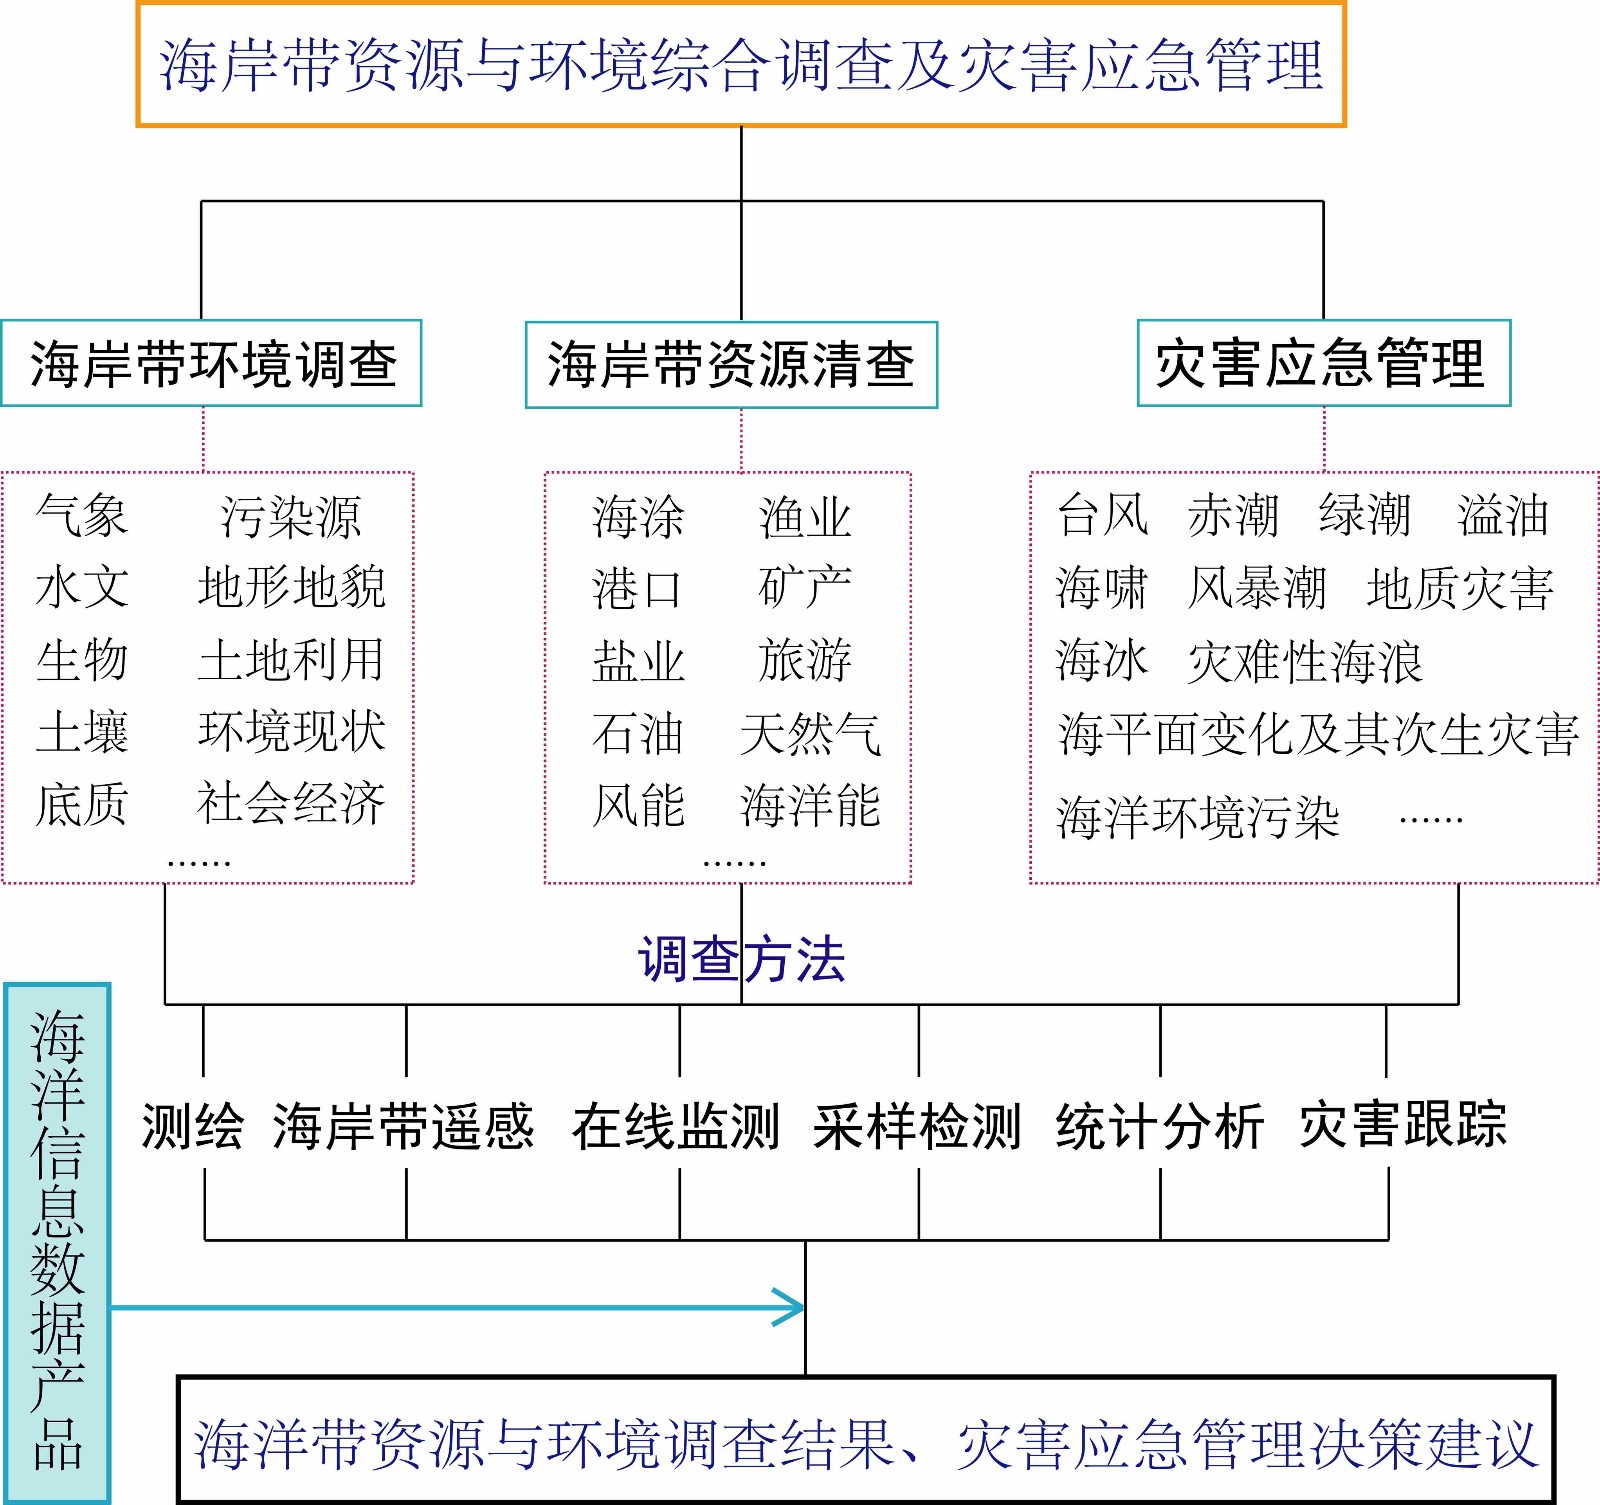 海岸带资源与环境综合调查及灾害应急管理
海岸带环境调查
海岸带资源清查
灾害应急管理
气象 污染源
水文 地形地貌
生物 土地利用
土壤 环境现状
底质 社会经济
……
海涂 渔业
港口 矿产
盐业 旅游
石油 天然气
风能 海洋能
……
台风 赤潮 绿潮 溢油
海啸 风暴潮 地质灾害
海冰 灾难性海浪
海平面变化及其次生灾害
海洋环境污染 ……
调查方法
测绘 海岸带遥感 在线监测 采样检测 统计分析 灾害跟踪
海洋信息数据产品
海洋带资源与环境调查结果、灾害应急管理决策建议